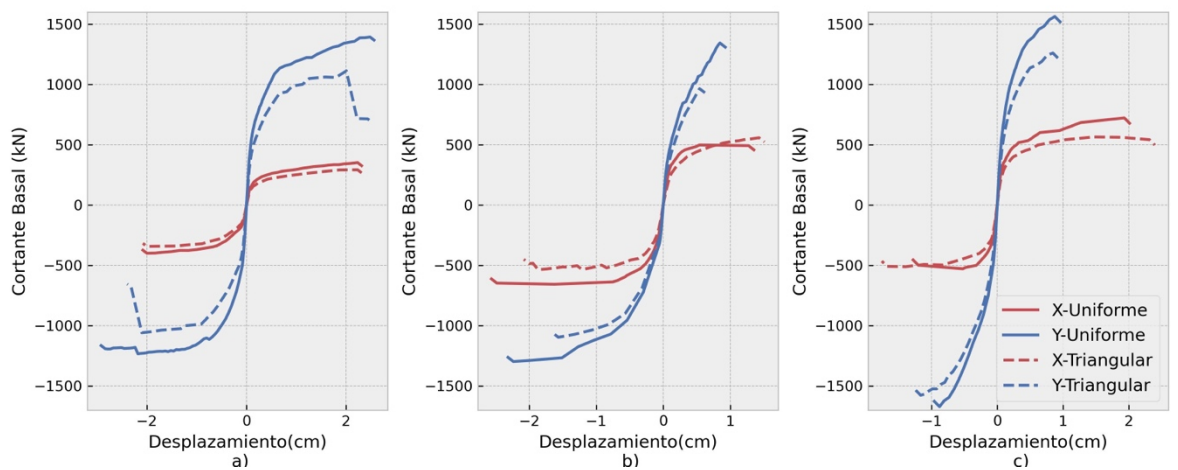 Cortante Basal (kN)
1500
1000
500
0
−500
−1000
−1500
−2
0
2
Desplazamiento(cm)
a)
Cortante Basal (kN)
1500
1000
500
0
−500
−1000
−1500
−2
−1
0
1
Desplazamiento(cm)
b)
Cortante Basal (kN)
1500
1000
500
0
−500
−1000
−1500
−1
0
1
2
Desplazamiento(cm)
c)
X-Uniforme
Y-Uniforme
X-Triangular
Y-Triangular